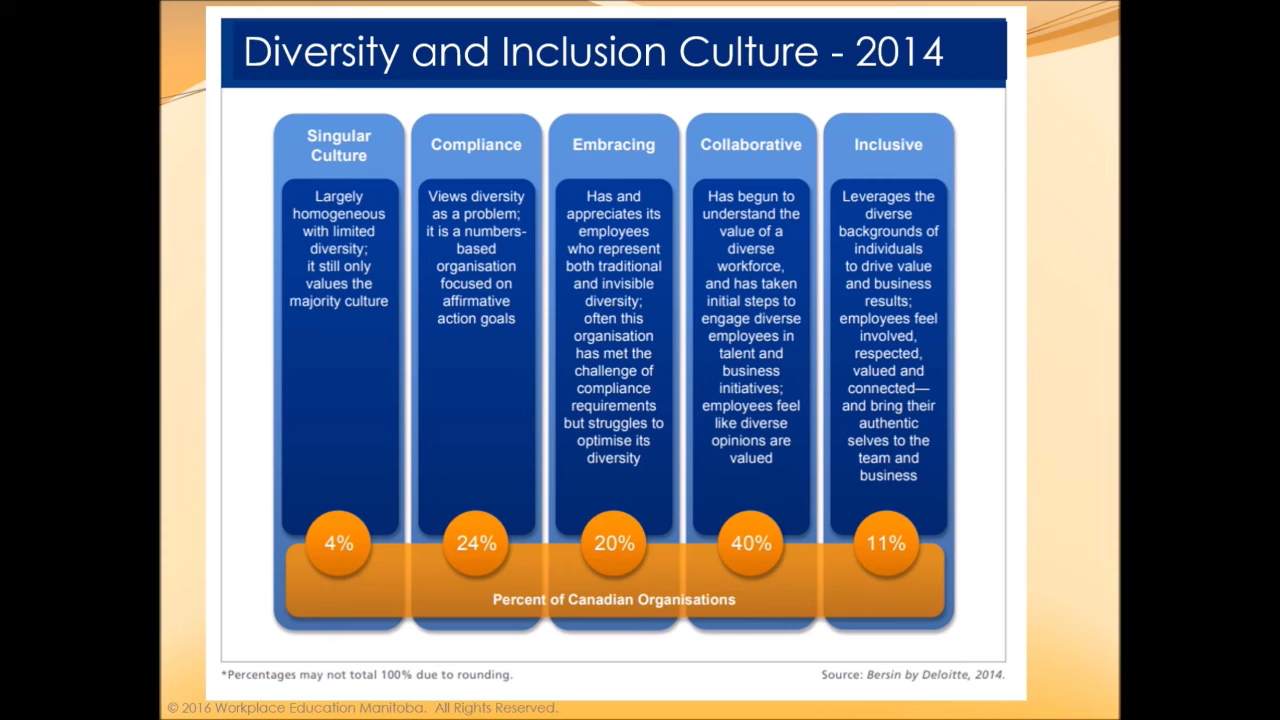 Diversity and Inclusion Culture - 2014
Singular
Culture
Largely
homogeneous
with limited
diversity;
it still only
values the
majority culture
4%
Compliance
Views diversity
as a problem;
it is a numbers-
based
organisation
focused on
affirmative
action goals
24%
Embracing
Has and
appreciates its
employees
who represent
both traditional
and invisible
diversity;
often this
organisation
has met the
challenge of
compliance
requirements
but struggles to
optimise its
diversity
20%
Collaborative
Has begun to
understand the
value of a
diverse
workforce,
and has taken
initial steps to
engage diverse
employees in
talent and
business
initiatives;
employees feel
like diverse
opinions are
valued
40%
Inclusive
Leverages the
diverse
backgrounds of
individuals
to drive value
and business
results;
employees feel
involved,
respected,
valued and
connected—
and bring their
authentic
selves to the
team and
business
11%
Percent of Canadian Organisations
*Percentages may not total 100% due to rounding.
Source: Bersin by Deloitte, 2014.
© 2016 Workplace Education Manitoba. All Rights Reserved.